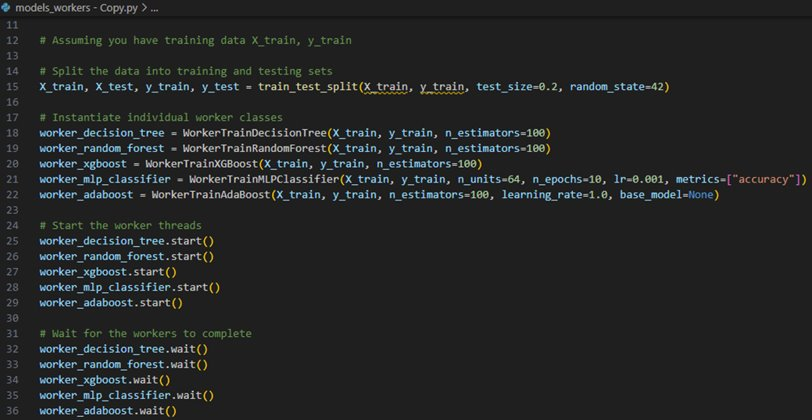 models_workers - Copy.py > ...
11
12 # Assuming you have training data X_train, y_train
13
14 # Split the data into training and testing sets
15 X_train, X_test, y_train, y_test = train_test_split(X_train, y_train, test_size=0.2, random_state=42)
16
17 # Instantiate individual worker classes
18 worker_decision_tree = WorkerTrainDecisionTree(X_train, y_train, n_estimators=100)
19 worker_random_forest = WorkerTrainRandomForest(X_train, y_train, n_estimators=100)
20 worker_xgboost = WorkerTrainXGBoost(X_train, y_train, n_estimators=100)
21 worker_mlp_classifier = WorkerTrainMLPClassifier(X_train, y_train, n_units=64, n_epochs=10, lr=0.001, metrics=["accuracy"])
22 worker_adaboost = WorkerTrainAdaBoost(X_train, y_train, n_estimators=100, learning_rate=1.0, base_model=None)
23
24 # Start the worker threads
25 worker_decision_tree.start()
26 worker_random_forest.start()
27 worker_xgboost.start()
28 worker_mlp_classifier.start()
29 worker_adaboost.start()
30
31 # Wait for the workers to complete
32 worker_decision_tree.wait()
33 worker_random_forest.wait()
34 worker_xgboost.wait()
35 worker_mlp_classifier.wait()
36 worker_adaboost.wait()